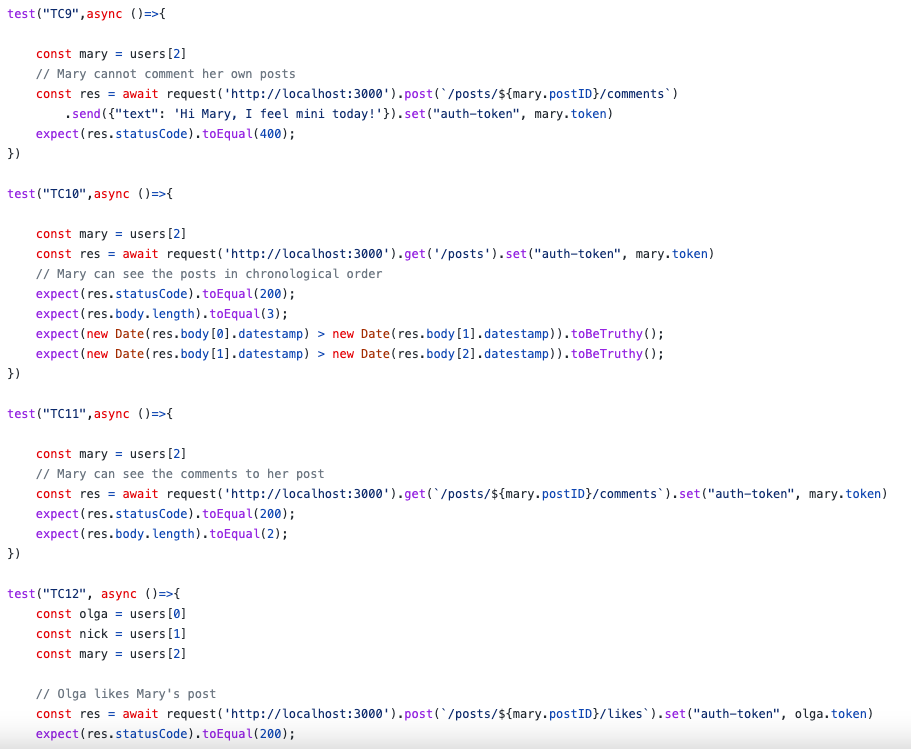 test("TC9",async ()=>{
const mary = users[2]
// Mary cannot comment her own posts
const res = await request('http://localhost:3000').post(`/posts/${mary.postID}/comments`)
.send({"text": 'Hi Mary, I feel mini today!'}).set("auth-token", mary.token)
expect(res.statusCode).toEqual(400);
})
test("TC10",async ()=>{
const mary = users[2]
const res = await request('http://localhost:3000').get('/posts').set("auth-token", mary.token)
// Mary can see the posts in chronological order
expect(res.statusCode).toEqual(200);
expect(res.body.length).toEqual(3);
expect(new Date(res.body[0].datestamp) > new Date(res.body[1].datestamp)).toBeTruthy();
expect(new Date(res.body[1].datestamp) > new Date(res.body[2].datestamp)).toBeTruthy();
})
test("TC11",async ()=>{
const mary = users[2]
// Mary can see the comments to her post
const res = await request('http://localhost:3000').get(`/posts/${mary.postID}/comments`).set("auth-token", mary.token)
expect(res.statusCode).toEqual(200);
expect(res.body.length).toEqual(2);
})
test("TC12", async ()=>{
const olga = users[0]
const nick = users[1]
const mary = users[2]
// Olga likes Mary's post
const res = await request('http://localhost:3000').post(`/posts/${mary.postID}/likes`).set("auth-token", olga.token)
expect(res.statusCode).toEqual(200);